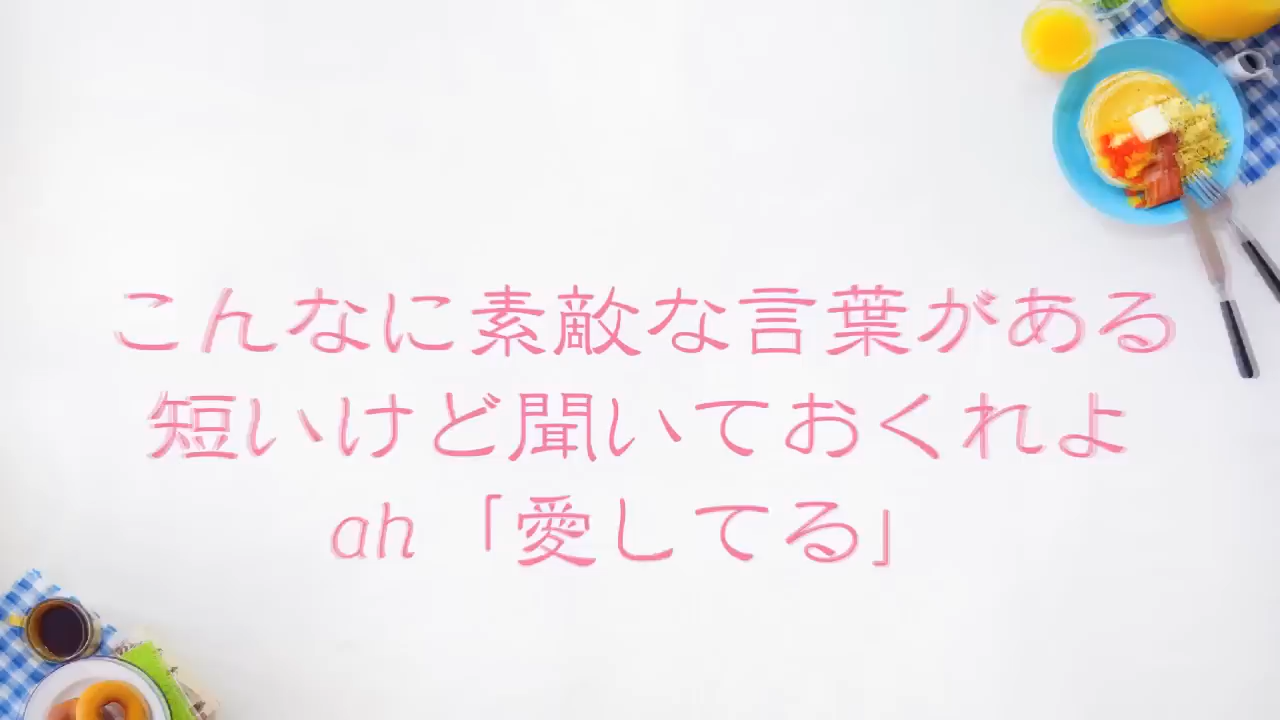 こんなに素敵な言葉がある
短いけど聞いておくれよ
ah「愛してる」